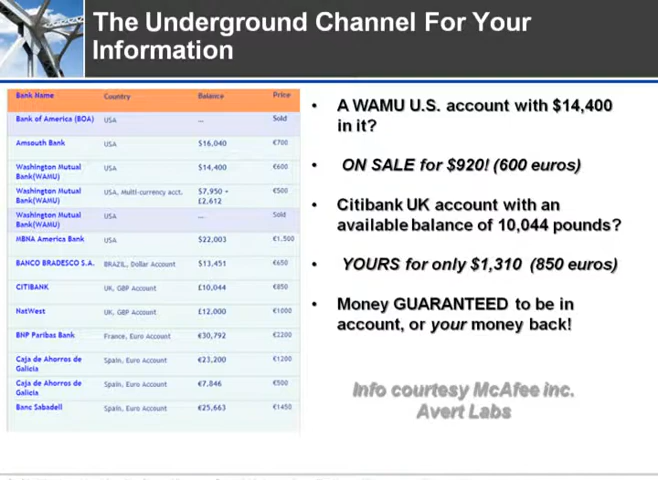 The Underground Channel For Your
Information
Bank Name Country Balance Price
Bank of America (BOA) USA — Sold
Amsouth Bank USA $16,040 €700
Washington Mutual
Bank(WAMU) USA $14,400 €600
Washington Mutual
Bank(WAMU) USA, Multi-currency acct. $7,950 +
£2,612 €500
Washington Mutual
Bank(WAMU) USA — Sold
MBNA America Bank USA $22,003 €1,500
BANCO BRADESCO S.A. BRAZIL, Dollar Account $13,451 €650
CITIBANK UK, GBP Account £10,044 €850
NatWest UK, GBP Account £12,000 €1000
BNP Paribas Bank France, Euro Account €30,792 €2200
Caja de Ahorros de
Galicia Spain, Euro Account €23,200 €1200
Caja de Ahorros de
Galicia Spain, Euro Account €7,846 €500
Banc Sabadell Spain, Euro Account €25,663 €1450
• A WAMU U.S. account with $14,400
in it?
• ON SALE for $920! (600 euros)
• Citibank UK account with an
available balance of 10,044 pounds?
• YOURS for only $1,310 (850 euros)
• Money GUARANTEED to be in
account, or your money back!
Info courtesy McAfee Inc.
Avert Labs